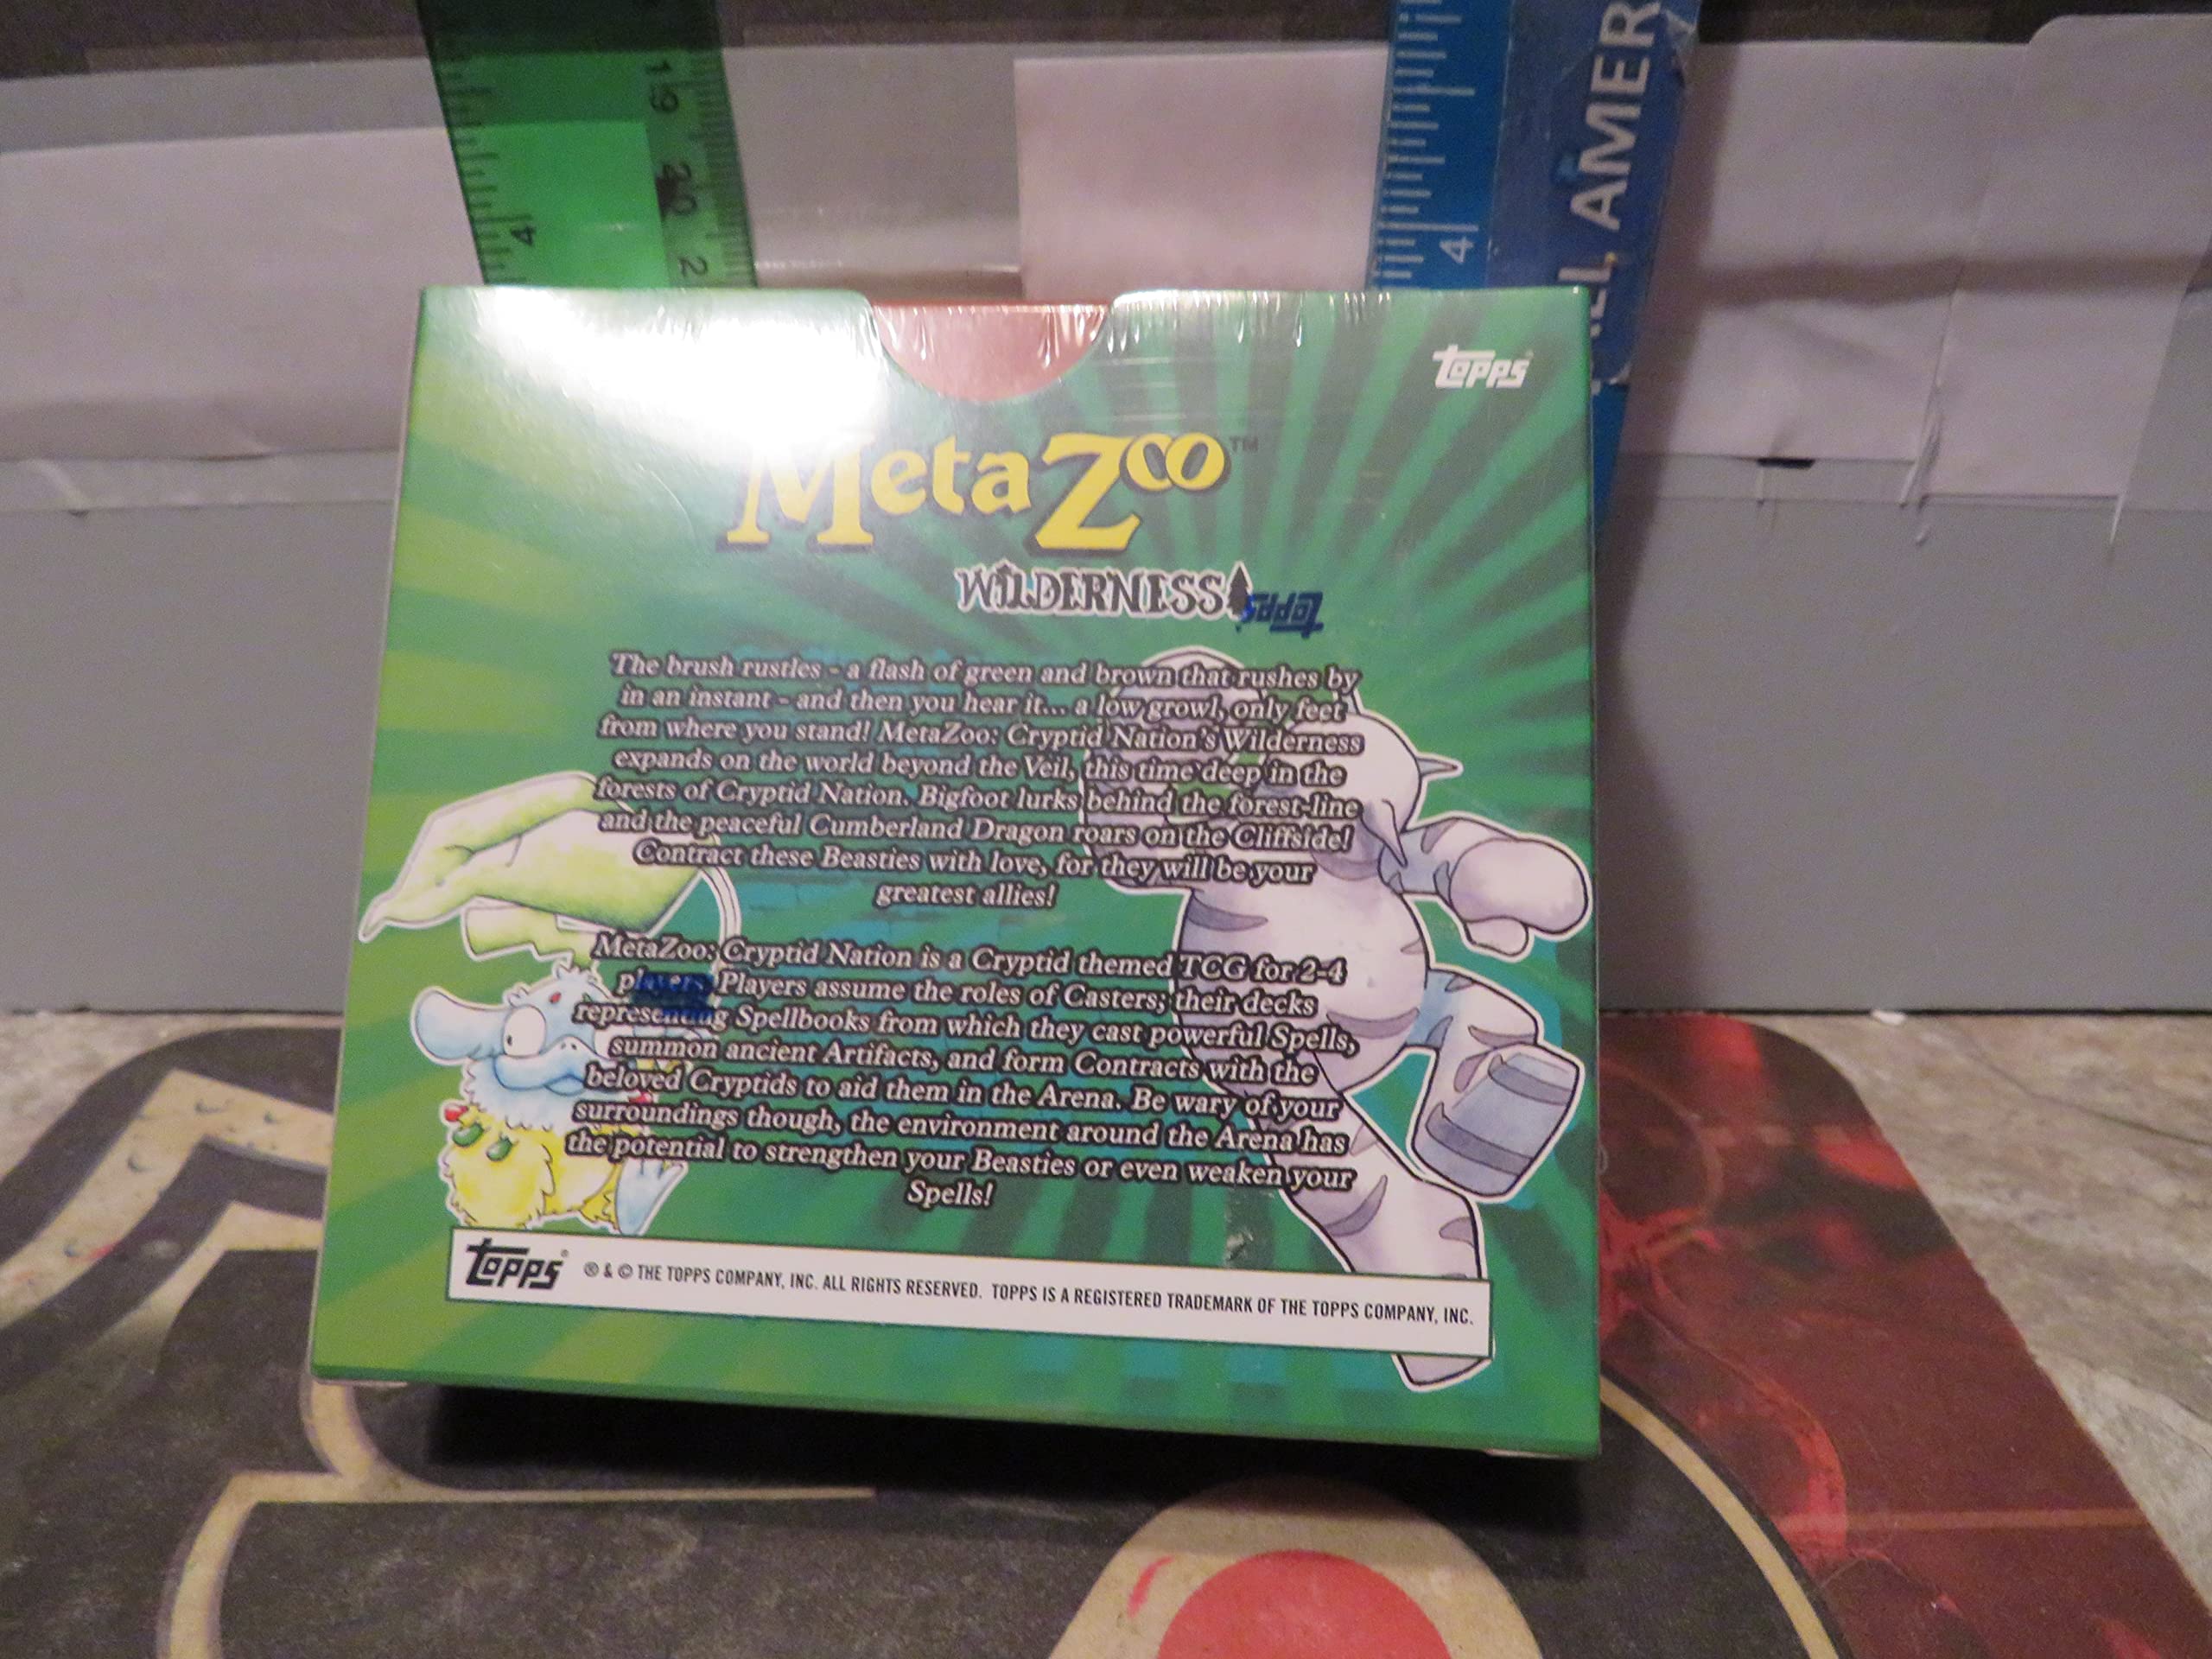 19
20
4
2
4
ALL AMER
Topps
MetaZoo™
WILDERNESS
Topps
The brush rustles - a flash of green and brown that rushes by
in an instant - and then you hear it... a low growl, only feet
from where you stand! MetaZoo: Cryptid Nation's Wilderness
expands on the world beyond the Veil, this time deep in the
forests of Cryptid Nation. Bigfoot lurks behind the forest-line
and the peaceful Cumberland Dragon roars on the Cliffside!
Contract these Beasties with love, for they will be your
greatest allies!
MetaZoo: Cryptid Nation is a Cryptid themed TCG for 2-4
players. Players assume the roles of Casters; their decks
representing Spellbooks from which they cast powerful Spells,
summon ancient Artifacts, and form Contracts with the
beloved Cryptids to aid them in the Arena. Be wary of your
surroundings though, the environment around the Arena has
the potential to strengthen your Beasties or even weaken your
Spells!
Topps® ® & © THE TOPPS COMPANY, INC. ALL RIGHTS RESERVED. TOPPS IS A REGISTERED TRADEMARK OF THE TOPPS COMPANY, INC.